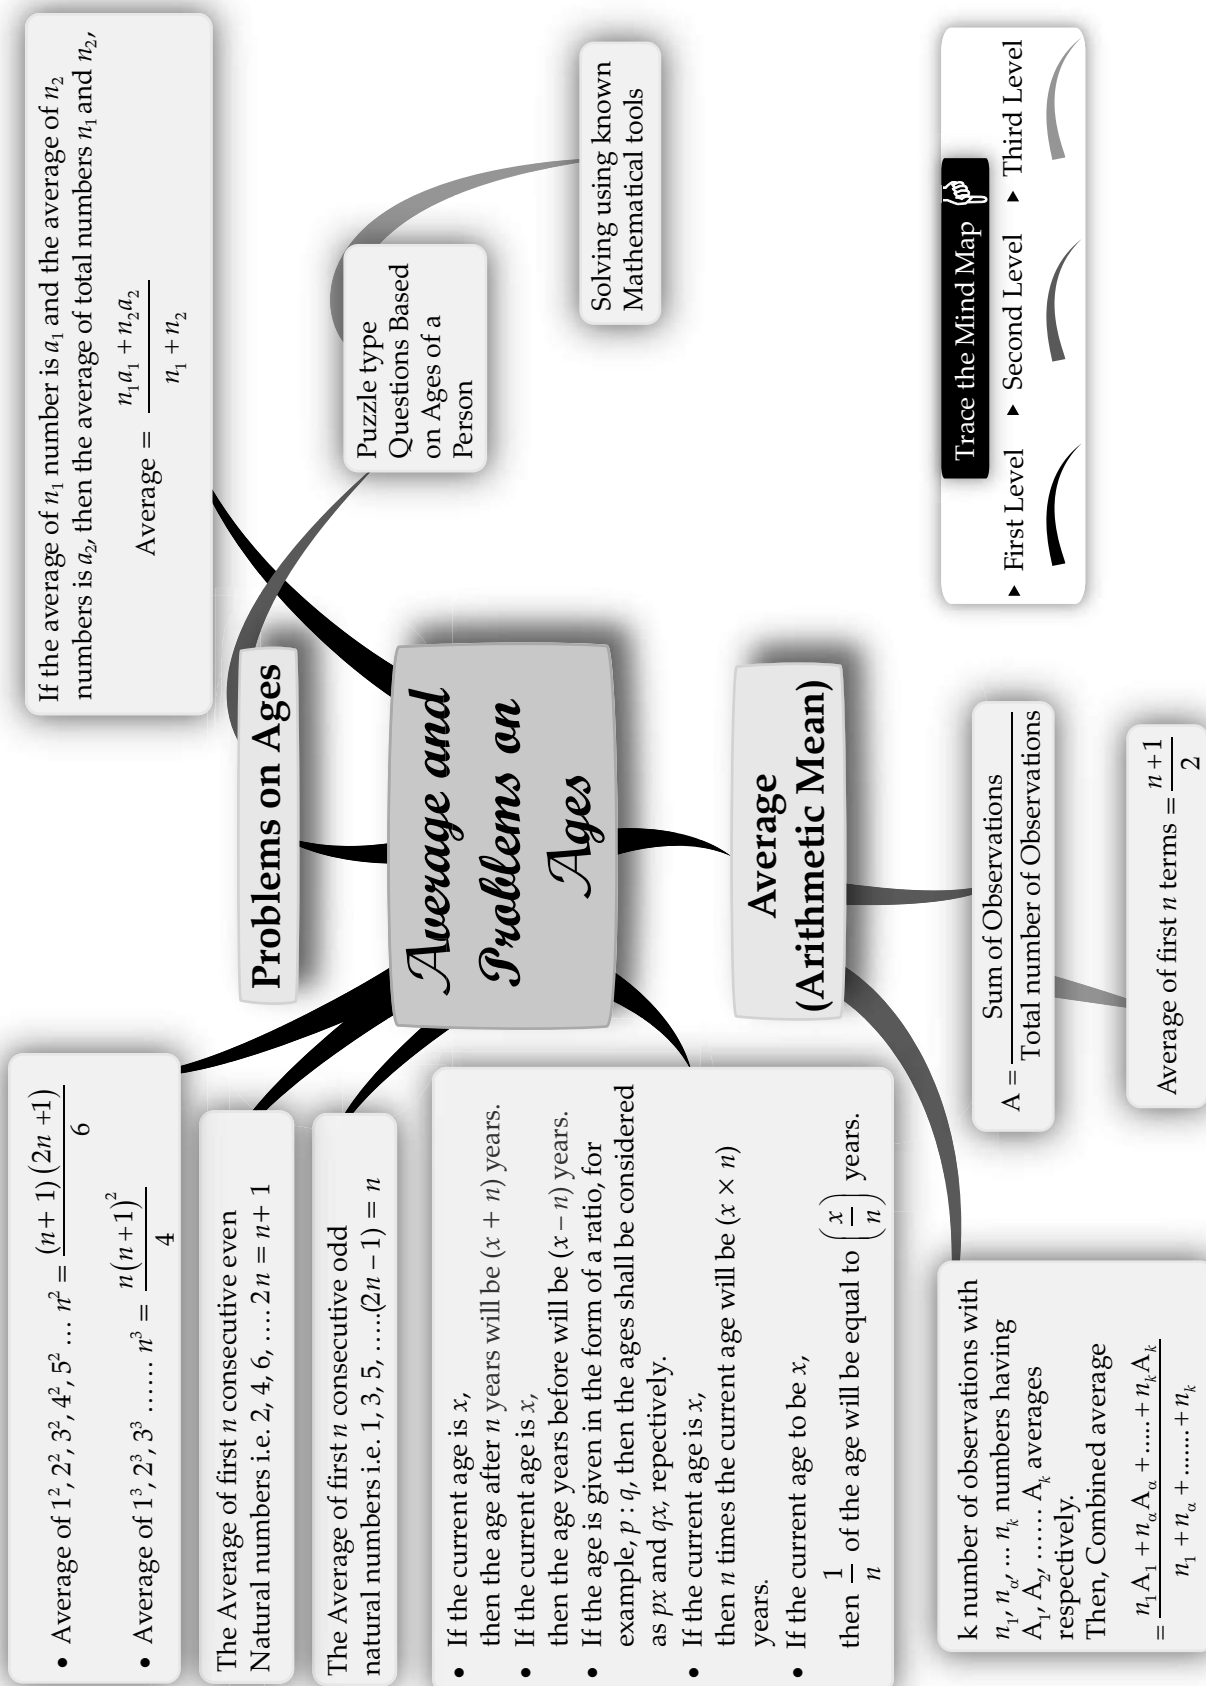 • Average of 1², 2², 3², 4², 5² … n² = (n+ 1) (2n +1) / 6
• Average of 1³, 2³, 3³ …… n³ = n(n+1)² / 4
The Average of first n consecutive even
Natural numbers i.e. 2, 4, 6, …. 2n = n+ 1
The Average of first n consecutive odd
natural numbers i.e. 1, 3, 5, …..(2n – 1) = n
• If the current age is x,
then the age after n years will be (x + n) years.
• If the current age is x,
then the age years before will be (x – n) years.
• If the age is given in the form of a ratio, for
example, p : q, then the ages shall be considered
as px and qx, repectively.
• If the current age is x,
then n times the current age will be (x × n)
years.
• If the current age to be x,
then 1/n of the age will be equal to (x/n) years.
k number of observations with
n₁, n_α, … n_k numbers having
A₁, A₂, …… A_k averages
respectively.
Then, Combined average
= n₁A₁ + n_αA_α + ..... + n_kA_k / n₁ + n_α + ....... + n_k
Problems on Ages
Average and
Problems on
Ages
Average
(Arithmetic Mean)
A = Sum of Observations / Total number of Observations
Average of first n terms = n+1 / 2
If the average of n₁ number is a₁ and the average of n₂
numbers is a₂, then the average of total numbers n₁ and n₂,
Average = n₁a₁ + n₂a₂ / n₁ + n₂
Puzzle type
Questions Based
on Ages of a
Person
Solving using known
Mathematical tools
Trace the Mind Map
▸ First Level ▸ Second Level ▸ Third Level